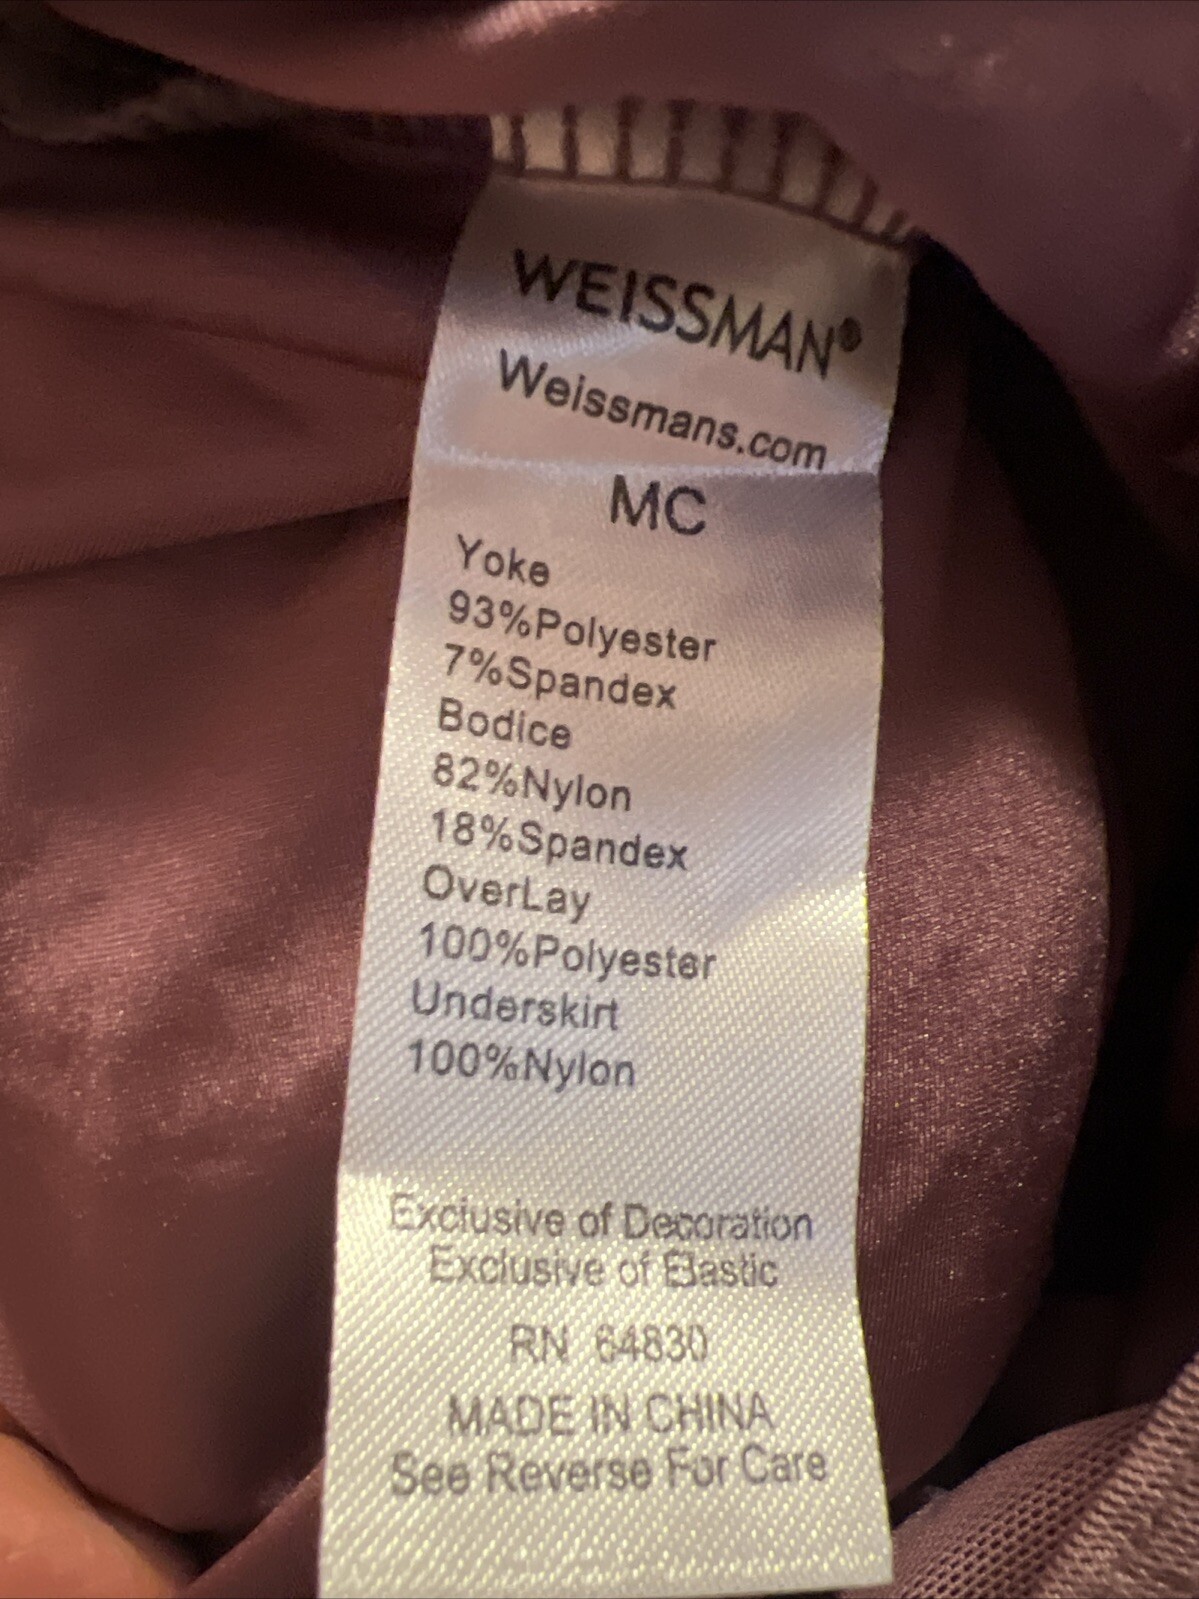 WEISSMAN®
Weissmans.com
MC
Yoke
93%Polyester
7%Spandex
Bodice
82%Nylon
18%Spandex
OverLay
100%Polyester
Underskirt
100%Nylon
Exclusive of Decoration
Exclusive of Elastic
RN 64830
MADE IN CHINA
See Reverse For Care